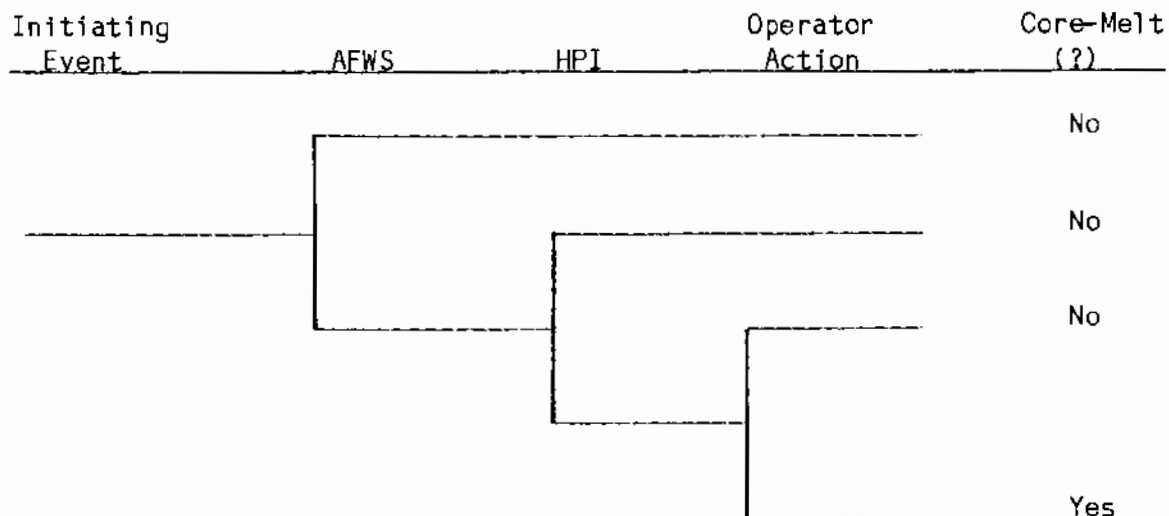 Initiating Operator Core-Melt
Event AFWS HPI Action (?)
No
No
No
Yes